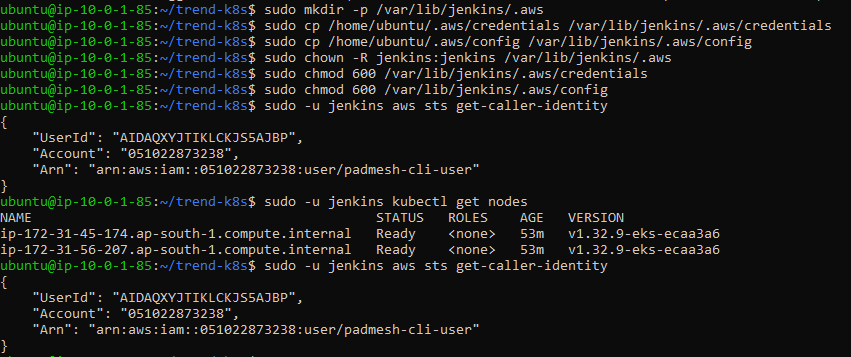 ubuntu@ip-10-0-1-85:~/trend-k8s$ sudo mkdir -p /var/lib/jenkins/.aws
ubuntu@ip-10-0-1-85:~/trend-k8s$ sudo cp /home/ubuntu/.aws/credentials /var/lib/jenkins/.aws/credentials
ubuntu@ip-10-0-1-85:~/trend-k8s$ sudo cp /home/ubuntu/.aws/config /var/lib/jenkins/.aws/config
ubuntu@ip-10-0-1-85:~/trend-k8s$ sudo chown -R jenkins:jenkins /var/lib/jenkins/.aws
ubuntu@ip-10-0-1-85:~/trend-k8s$ sudo chmod 600 /var/lib/jenkins/.aws/credentials
ubuntu@ip-10-0-1-85:~/trend-k8s$ sudo chmod 600 /var/lib/jenkins/.aws/config
ubuntu@ip-10-0-1-85:~/trend-k8s$ sudo -u jenkins aws sts get-caller-identity
{
    "UserId": "AIDAQXYJTIKLCKJS5AJBP",
    "Account": "051022873238",
    "Arn": "arn:aws:iam::051022873238:user/padmesh-cli-user"
}
ubuntu@ip-10-0-1-85:~/trend-k8s$ sudo -u jenkins kubectl get nodes
NAME                                          STATUS   ROLES    AGE   VERSION
ip-172-31-45-174.ap-south-1.compute.internal   Ready    <none>   53m   v1.32.9-eks-ecaa3a6
ip-172-31-56-207.ap-south-1.compute.internal   Ready    <none>   53m   v1.32.9-eks-ecaa3a6
ubuntu@ip-10-0-1-85:~/trend-k8s$ sudo -u jenkins aws sts get-caller-identity
{
    "UserId": "AIDAQXYJTIKLCKJS5AJBP",
    "Account": "051022873238",
    "Arn": "arn:aws:iam::051022873238:user/padmesh-cli-user"
}